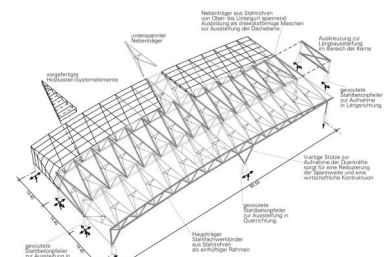 Nebenträger aus Stahlrohren
von Ober- bis Untergurt spannend
Ausbildung als dreiecksförmige Maschen
zur Aussteifung der Dachebene
unterspannter
Nebenträger
Auskreuzung zur
Längsaussteifung
im Bereich der Kerne
vorgefertigte
Holzkasten-Systemelemente
gevoutete
Stahlbetonpfeiler
zur Aufnahme
in Längsrichtung
V-artige Stütze zur
Aufnahme der Querkräfte
sorgt für eine Reduzierung
der Spannweite und eine
wirtschaftliche Kontruksion
gevoutete
Stahlbetonpfeiler
zur Aussteifung in
Querrichtung
Hauptträger
Stahlfachwerkbinder
aus Stahlrohren
als einhüftiger Rahmen
gevoutete
Stahlbetonpfeiler
zur Aussteifung in